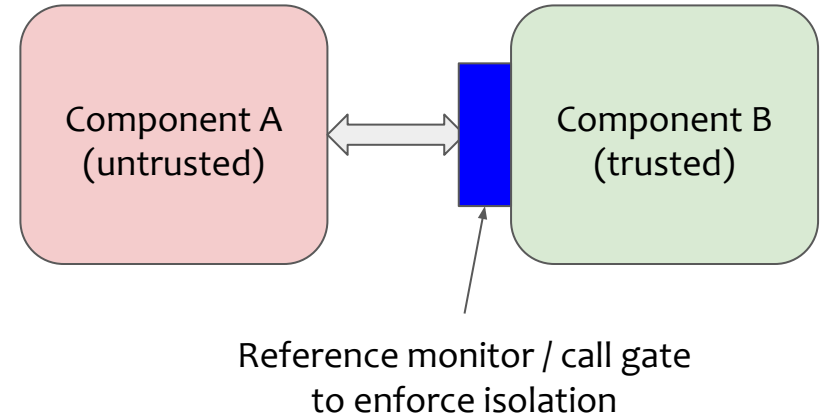 Component A
(untrusted)
Component B
(trusted)
Reference monitor / call gate
to enforce isolation